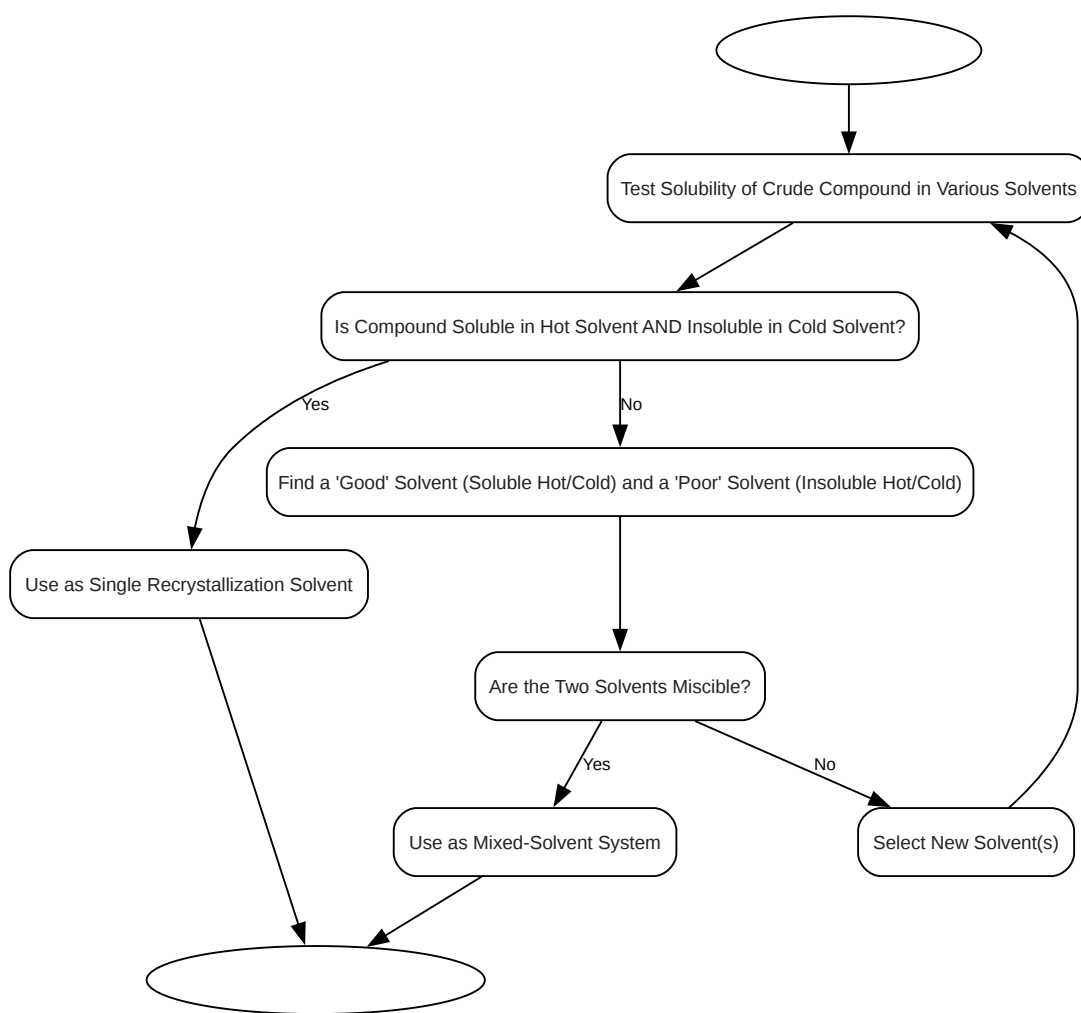 Test Solubility of Crude Compound in Various Solvents
Is Compound Soluble in Hot Solvent AND Insoluble in Cold Solvent?
Yes
No
Find a 'Good' Solvent (Soluble Hot/Cold) and a 'Poor' Solvent (Insoluble Hot/Cold)
Use as Single Recrystallization Solvent
Are the Two Solvents Miscible?
Yes
No
Use as Mixed-Solvent System
Select New Solvent(s)